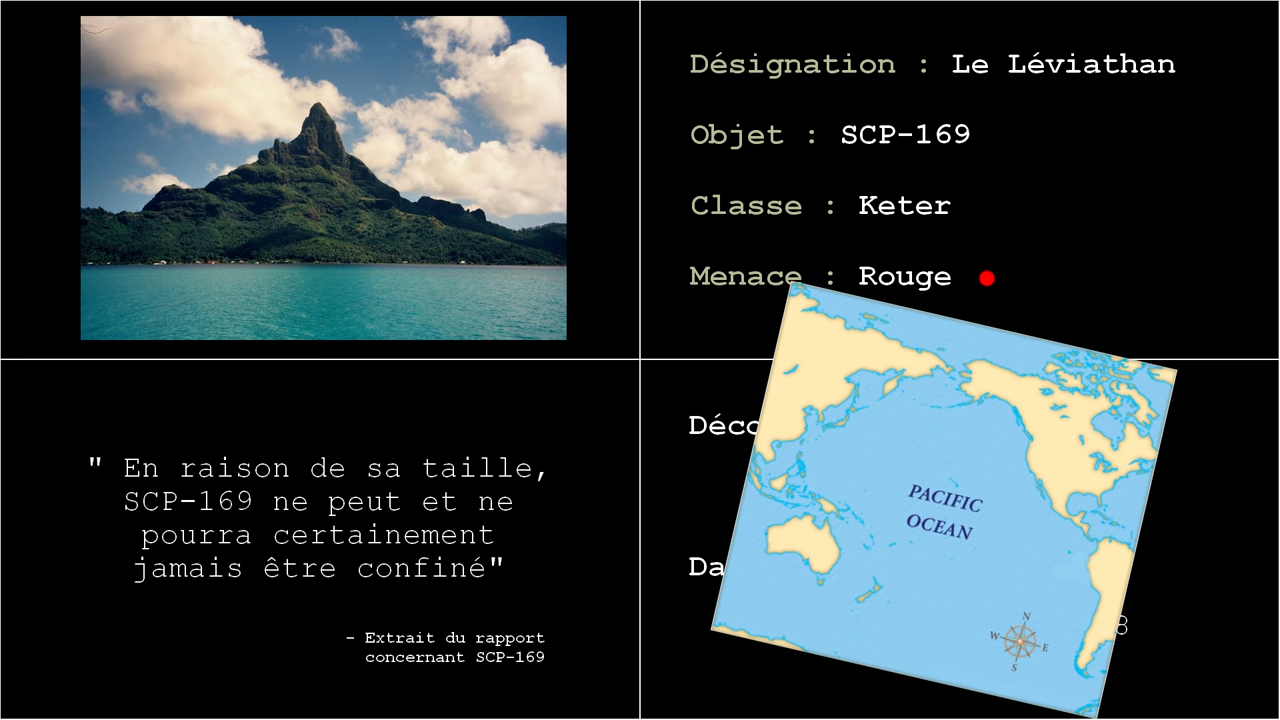 Désignation : Le Léviathan
Objet : SCP-169
Classe : Keter
Menace : Rouge
" En raison de sa taille,
SCP-169 ne peut et ne
pourra certainement
jamais être confiné"
- Extrait du rapport
concernant SCP-169
PACIFIC
OCEAN
N
W E
S
8